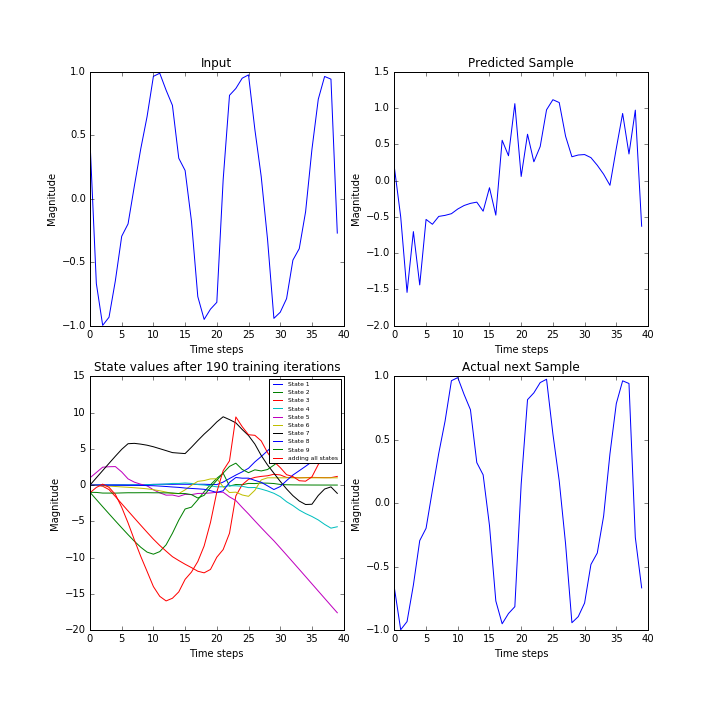 Input
Predicted Sample
1.0
0.5
0.0
−0.5
−1.0
Magnitude
0 5 10 15 20 25 30 35 40
Time steps
1.5
1.0
0.5
0.0
−0.5
−1.0
−1.5
−2.0
Magnitude
0 5 10 15 20 25 30 35 40
Time steps
State values after 190 training iterations
Actual next Sample
15
10
5
0
−5
−10
−15
−20
Magnitude
State 1
State 2
State 3
State 4
State 5
State 6
State 7
State 8
State 9
adding all states
0 5 10 15 20 25 30 35 40
Time steps
1.0
0.5
0.0
−0.5
−1.0
Magnitude
0 5 10 15 20 25 30 35 40
Time steps